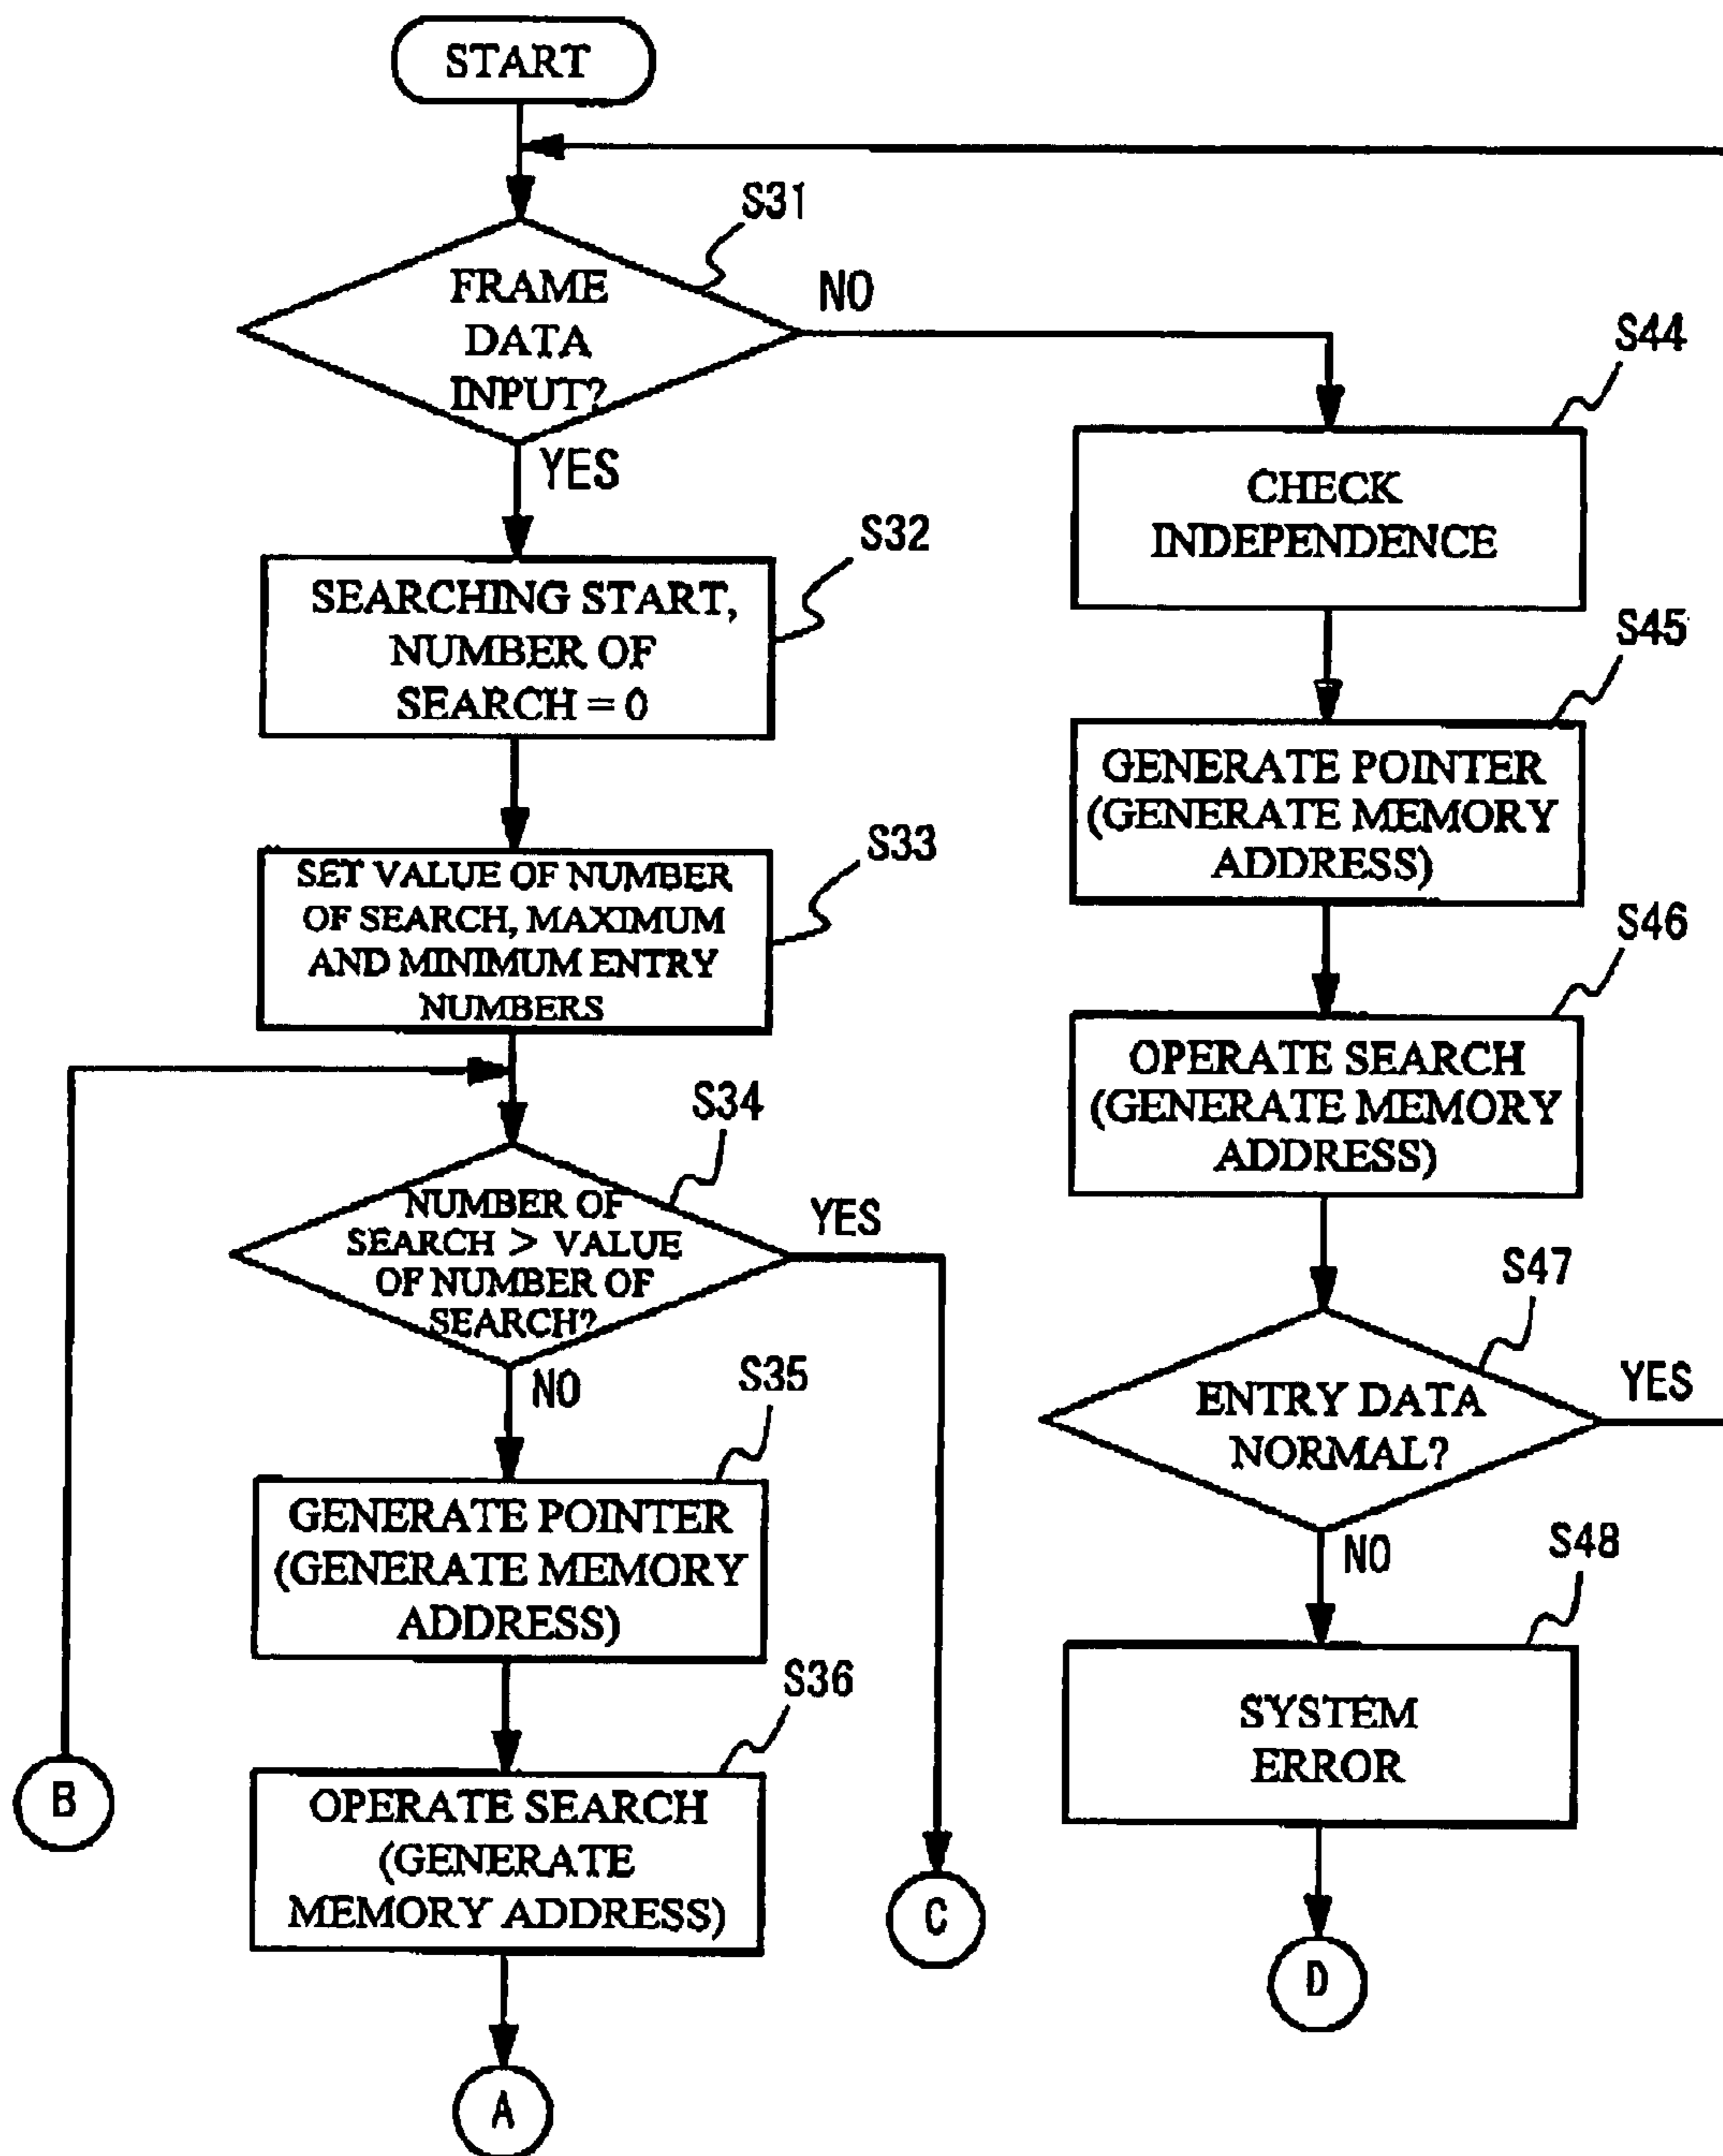 START
S31
FRAME
DATA
INPUT?
NO
YES
S32
SEARCHING START,
NUMBER OF
SEARCH = 0
S33
SET VALUE OF NUMBER
OF SEARCH, MAXIMUM
AND MINIMUM ENTRY
NUMBERS
S34
NUMBER OF
SEARCH > VALUE
OF NUMBER OF
SEARCH?
YES
NO
S35
GENERATE POINTER
(GENERATE MEMORY
ADDRESS)
S36
OPERATE SEARCH
(GENERATE
MEMORY ADDRESS)
B
A
C
S44
CHECK
INDEPENDENCE
S45
GENERATE POINTER
(GENERATE MEMORY
ADDRESS)
S46
OPERATE SEARCH
(GENERATE MEMORY
ADDRESS)
S47
ENTRY DATA
NORMAL?
YES
NO
S48
SYSTEM
ERROR
D